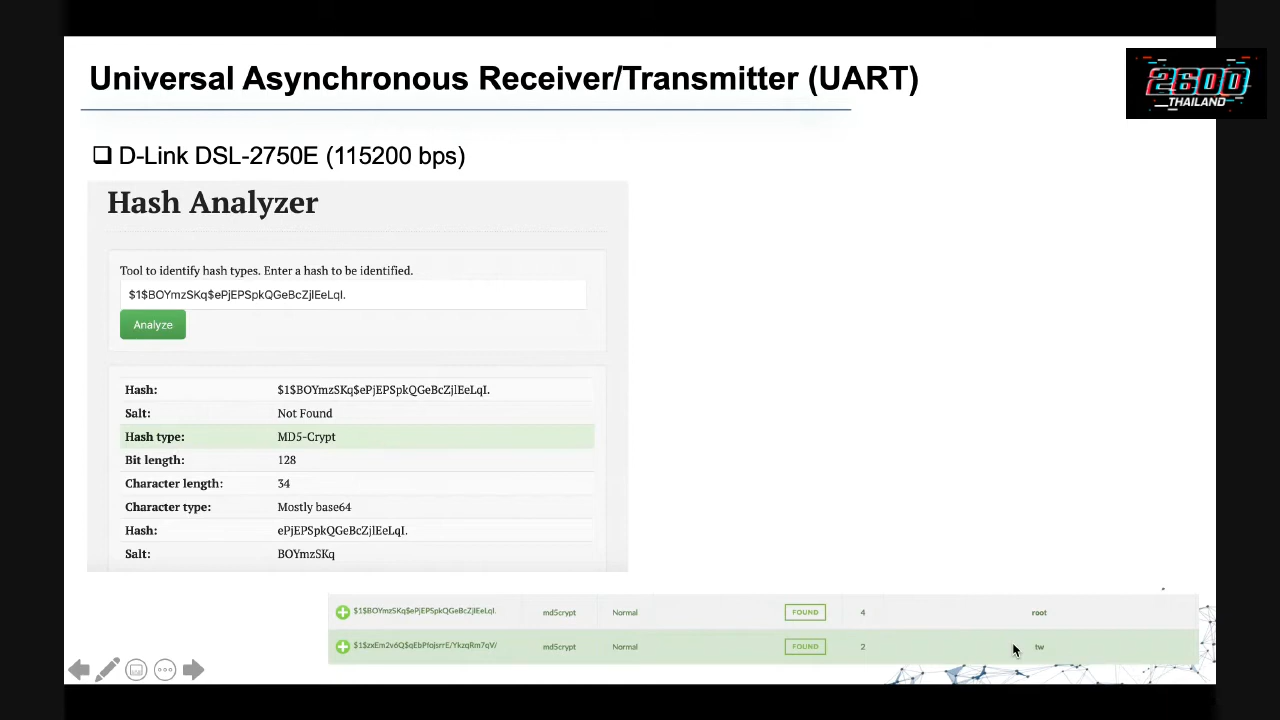 Universal Asynchronous Receiver/Transmitter (UART)
2600
THAILAND
D-Link DSL-2750E (115200 bps)
Hash Analyzer
Tool to identify hash types. Enter a hash to be identified.
$1$BOYmzSKq$ePjEPSpkQGeBcZjlEeLqI.
Analyze
Hash: $1$BOYmzSKq$ePjEPSpkQGeBcZjlEeLqI.
Salt: Not Found
Hash type: MD5-Crypt
Bit length: 128
Character length: 34
Character type: Mostly base64
Hash: ePjEPSpkQGeBcZjlEeLqI.
Salt: BOYmzSKq
$1$BOYmzSKq$ePjEPSpkQGeBcZjlEeLqI. md5crypt Normal FOUND 4 root
md5crypt Normal FOUND 2 tw